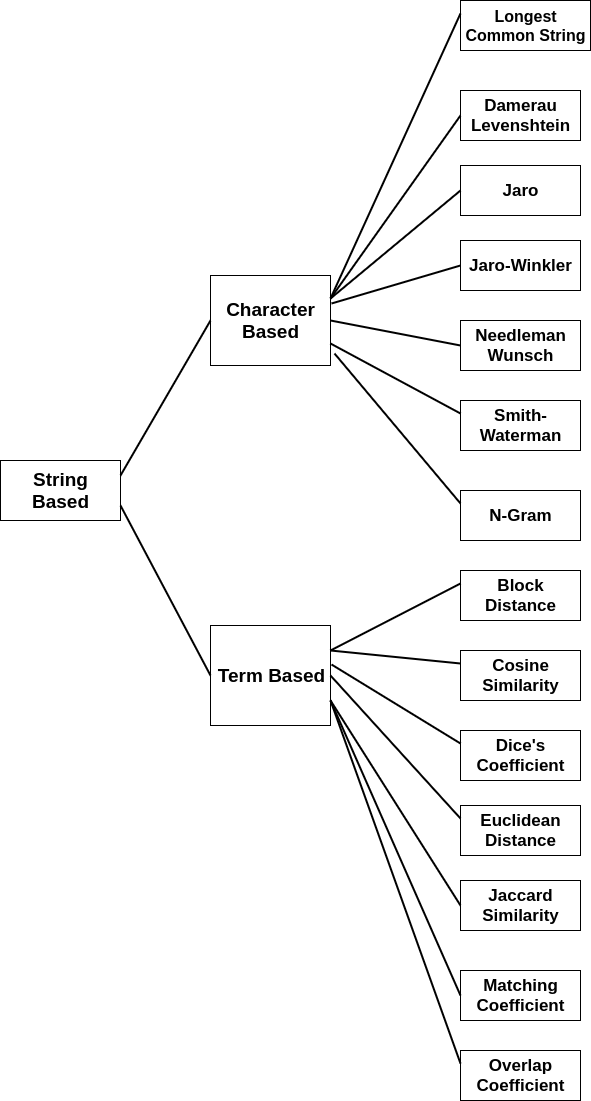 String
Based
Character
Based
Term Based
Longest
Common String
Damerau
Levenshtein
Jaro
Jaro-Winkler
Needleman
Wunsch
Smith-
Waterman
N-Gram
Block
Distance
Cosine
Similarity
Dice's
Coefficient
Euclidean
Distance
Jaccard
Similarity
Matching
Coefficient
Overlap
Coefficient